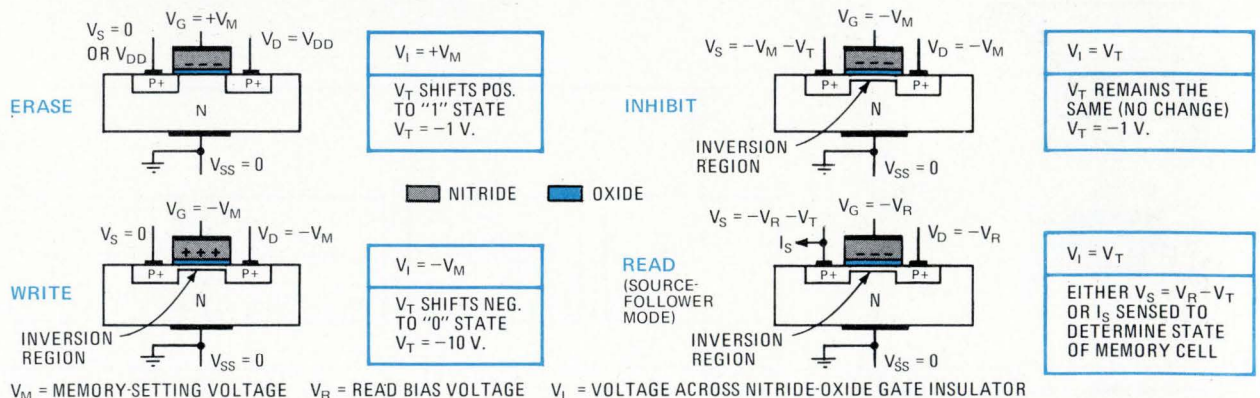 ERASE
V_S = 0
OR V_DD
V_G = +V_M
V_D = V_DD
P+
P+
N
V_SS = 0
V_I = +V_M
V_T SHIFTS POS.
TO "1" STATE
V_T = −1 V.
INHIBIT
V_G = −V_M
V_S = −V_M − V_T
V_D = −V_M
P+
P+
N
INVERSION
REGION
V_SS = 0
V_I = V_T
V_T REMAINS THE
SAME (NO CHANGE)
V_T = −1 V.
NITRIDE
OXIDE
WRITE
V_G = −V_M
V_S = 0
V_D = −V_M
+ + +
P+
P+
N
INVERSION
REGION
V_SS = 0
V_I = −V_M
V_T SHIFTS NEG.
TO "0" STATE
V_T = −10 V.
READ
(SOURCE-
FOLLOWER
MODE)
V_G = −V_R
V_S = −V_R − V_T
I_S
V_D = −V_R
P+
P+
N
INVERSION
REGION
V_SS = 0
V_I = V_T
EITHER V_S = V_R − V_T
OR I_S SENSED TO
DETERMINE STATE
OF MEMORY CELL
V_M = MEMORY-SETTING VOLTAGE V_R = READ BIAS VOLTAGE V_I = VOLTAGE ACROSS NITRIDE-OXIDE GATE INSULATOR